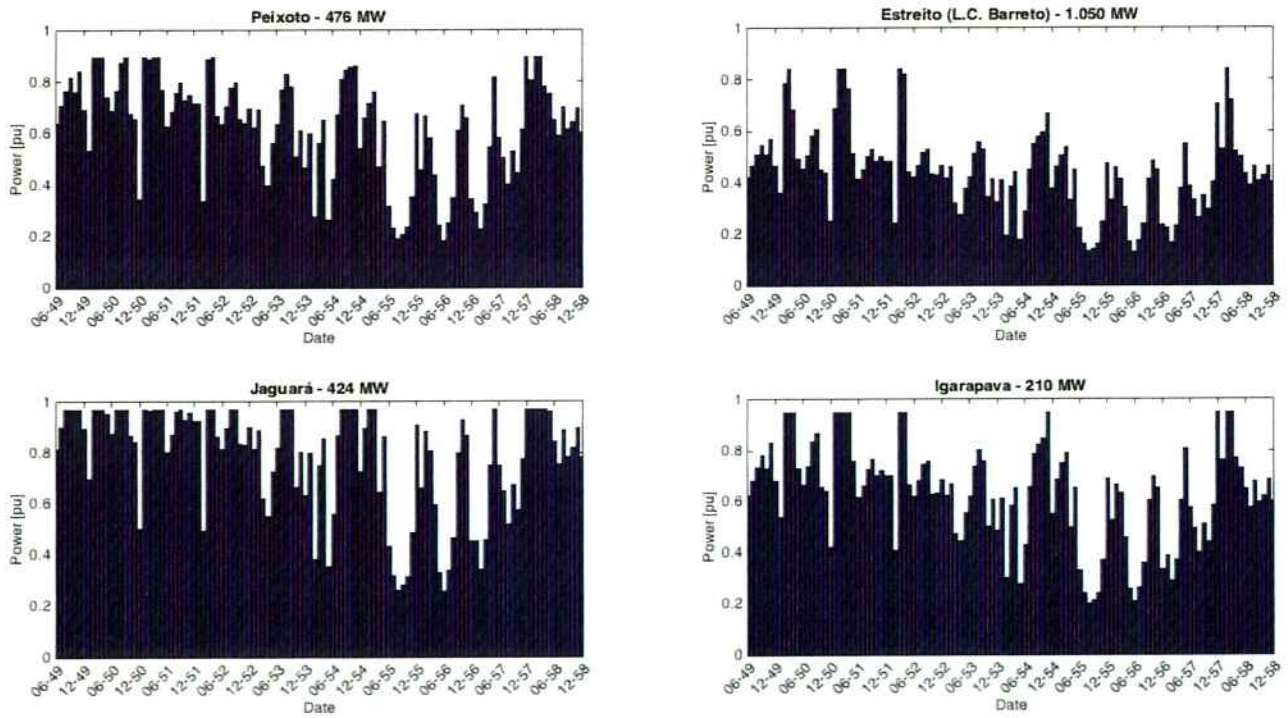 Peixoto - 476 MW
Power [pu]
1
0.8
0.6
0.4
0.2
0
06-49 12-49 06-50 12-50 06-51 12-51 06-52 12-52 06-53 12-53 06-54 12-54 06-55 12-55 06-56 12-56 06-57 12-57 06-58 12-58
Date
Estreito (L.C. Barreto) - 1.050 MW
Power [pu]
1
0.8
0.6
0.4
0.2
0
06-49 12-49 06-50 12-50 06-51 12-51 06-52 12-52 06-53 12-53 06-54 12-54 06-55 12-55 06-56 12-56 06-57 12-57 06-58 12-58
Date
Jaguará - 424 MW
Power [pu]
1
0.8
0.6
0.4
0.2
0
06-49 12-49 06-50 12-50 06-51 12-51 06-52 12-52 06-53 12-53 06-54 12-54 06-55 12-55 06-56 12-56 06-57 12-57 06-58 12-58
Date
Igarapava - 210 MW
Power [pu]
1
0.8
0.6
0.4
0.2
0
06-49 12-49 06-50 12-50 06-51 12-51 06-52 12-52 06-53 12-53 06-54 12-54 06-55 12-55 06-56 12-56 06-57 12-57 06-58 12-58
Date